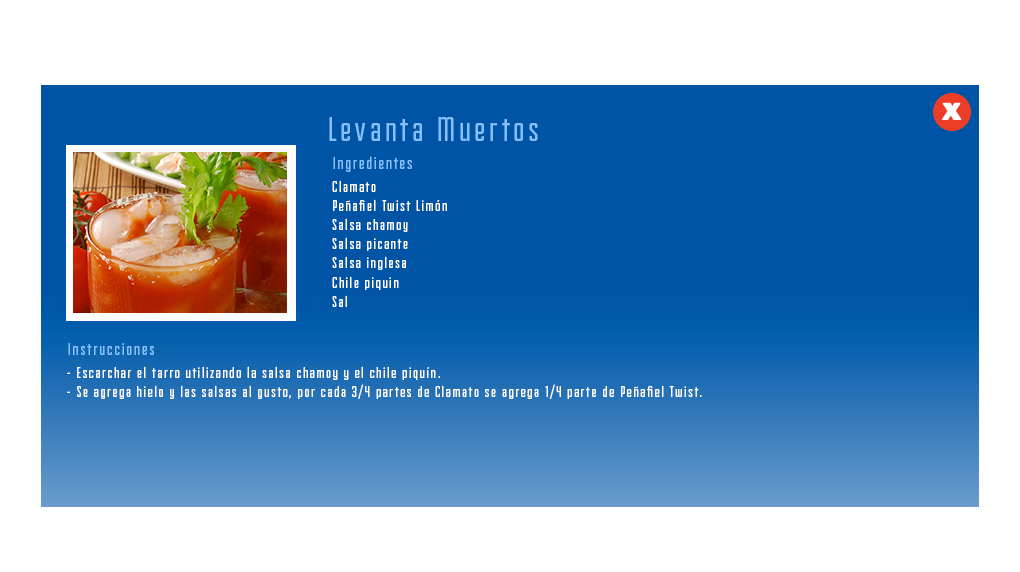 X
Levanta Muertos
Ingredientes
Clamato
Peñafiel Twist Limón
Salsa chamoy
Salsa picante
Salsa inglesa
Chile piquin
Sal
Instrucciones
- Escarchar el tarro utilizando la salsa chamoy y el chile piquín.
- Se agrega hielo y las salsas al gusto, por cada 3/4 partes de Clamato se agrega 1/4 parte de Peñafiel Twist.